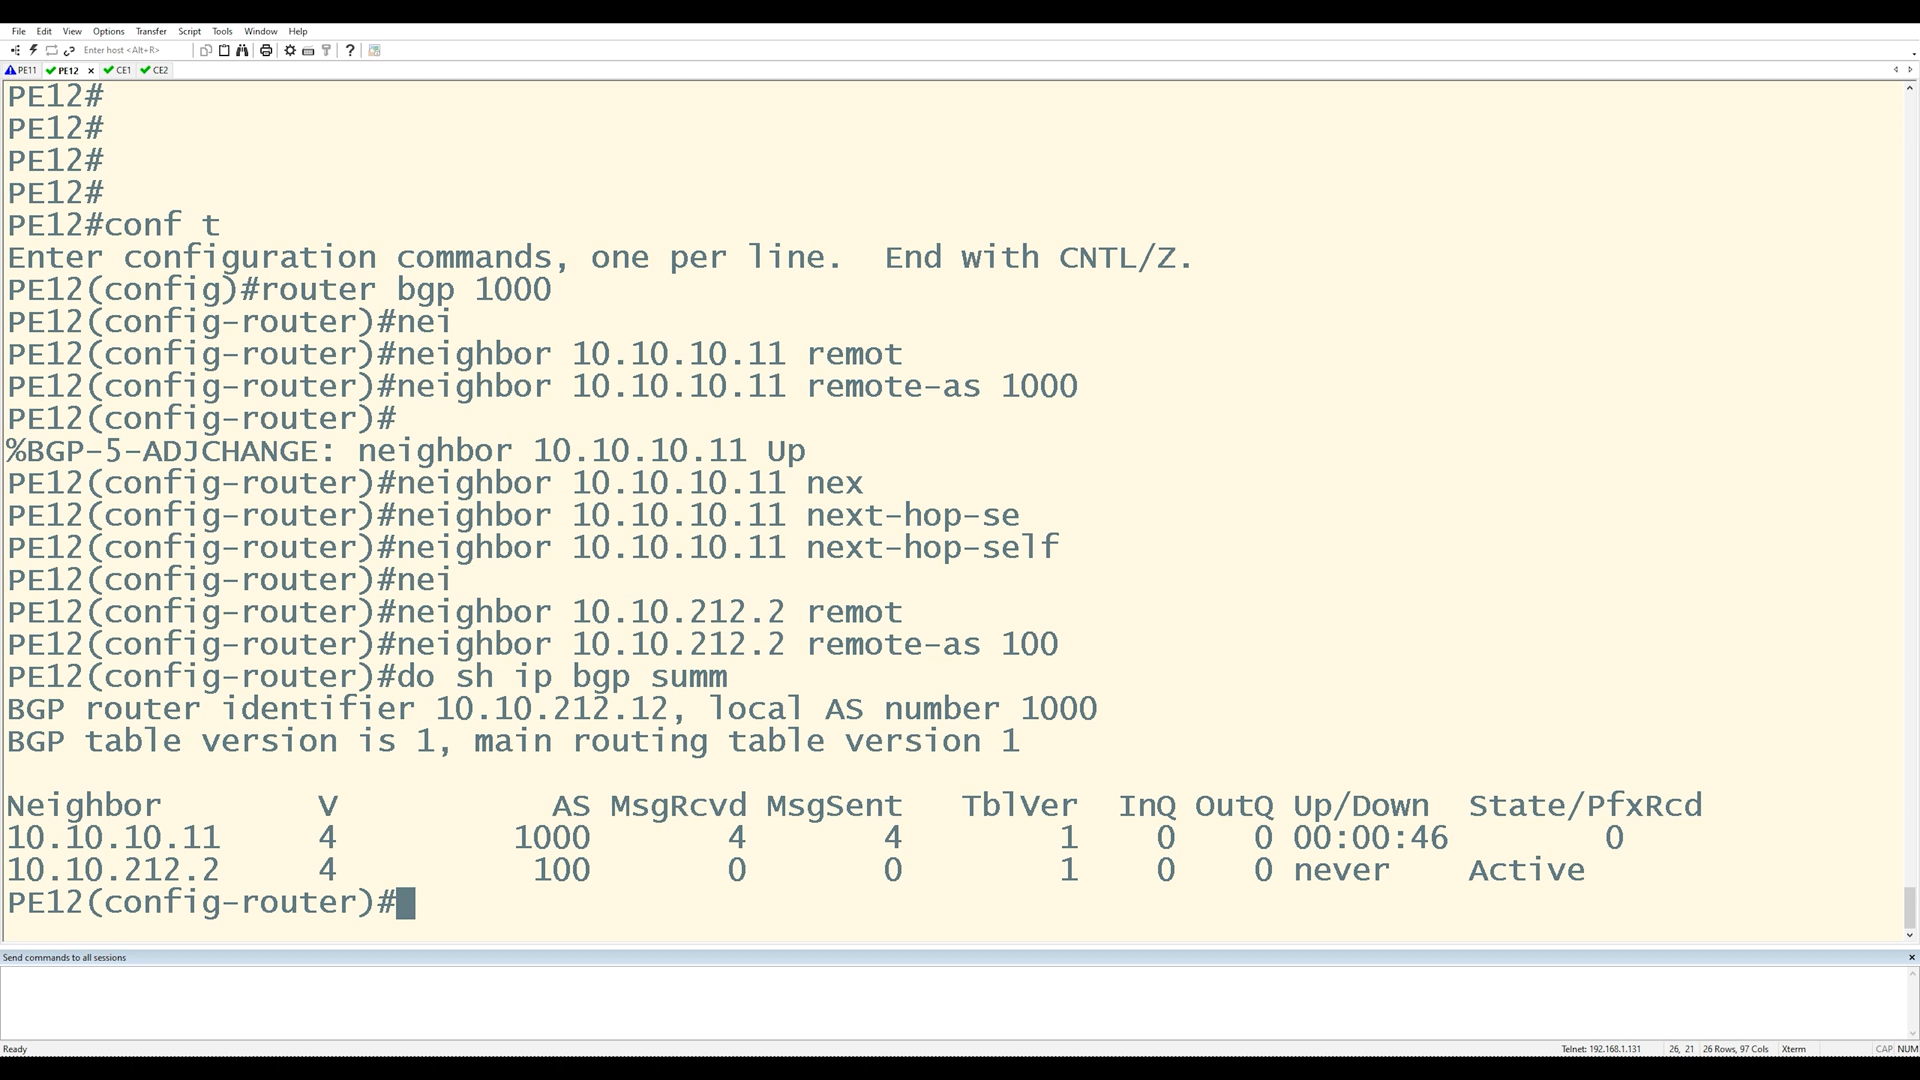 File Edit View Options Transfer Script Tools Window Help
Enter host <Alt+R>
PE11 PE12 × CE1 CE2
PE12#
PE12#
PE12#
PE12#
PE12#conf t
Enter configuration commands, one per line.  End with CNTL/Z.
PE12(config)#router bgp 1000
PE12(config-router)#nei
PE12(config-router)#neighbor 10.10.10.11 remot
PE12(config-router)#neighbor 10.10.10.11 remote-as 1000
PE12(config-router)#
%BGP-5-ADJCHANGE: neighbor 10.10.10.11 Up
PE12(config-router)#neighbor 10.10.10.11 nex
PE12(config-router)#neighbor 10.10.10.11 next-hop-se
PE12(config-router)#neighbor 10.10.10.11 next-hop-self
PE12(config-router)#nei
PE12(config-router)#neighbor 10.10.212.2 remot
PE12(config-router)#neighbor 10.10.212.2 remote-as 100
PE12(config-router)#do sh ip bgp summ
BGP router identifier 10.10.212.12, local AS number 1000
BGP table version is 1, main routing table version 1
Neighbor V AS MsgRcvd MsgSent TblVer InQ OutQ Up/Down State/PfxRcd
10.10.10.11 4 1000 4 4 1 0 0 00:00:46 0
10.10.212.2 4 100 0 0 1 0 0 never Active
PE12(config-router)#
Send commands to all sessions
Ready Telnet: 192.168.1.131 26, 21 26 Rows, 97 Cols Xterm CAP NUM